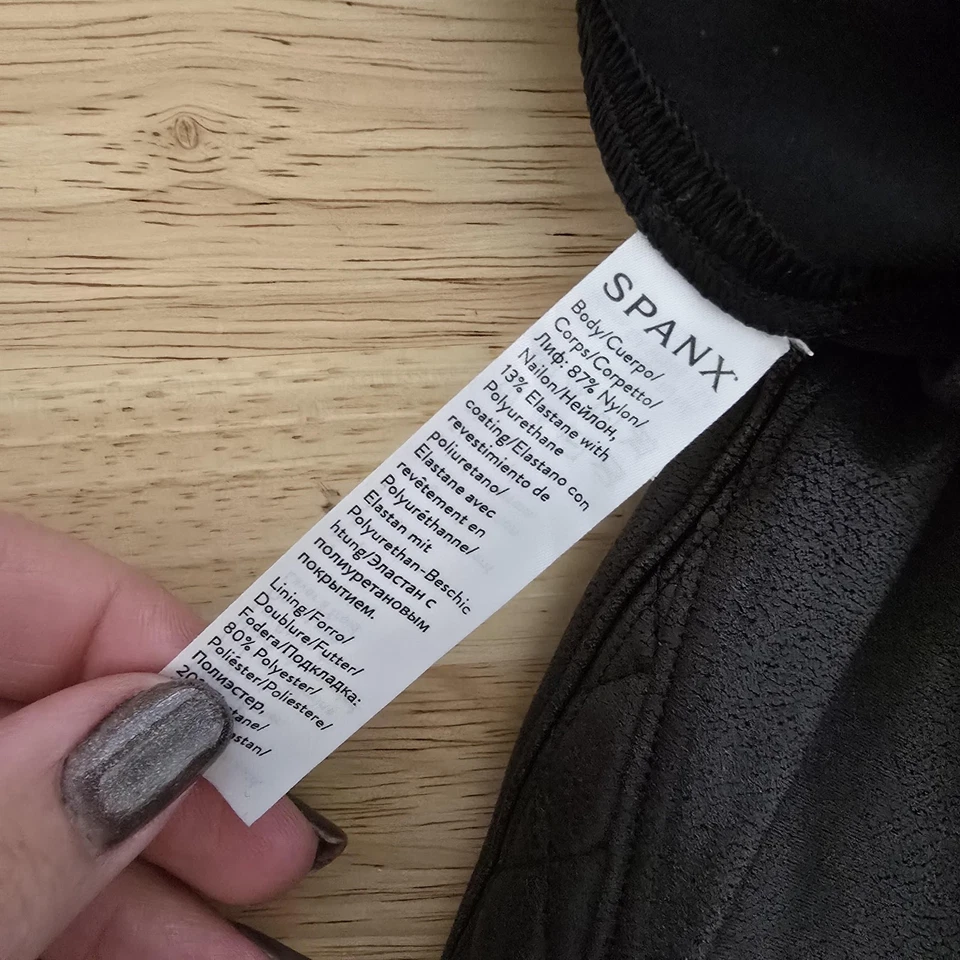 SPANX
Body/Cuerpo/
Corps/Corpetto/
Лиф: 87% Nylon/
Nailon/Нейлон,
13% Elastane with
Polyurethane
coating/Elastano con
revestimiento de
poliuretano/
Elastane avec
revêtement en
Polyuréthanne/
Elastan mit
Polyurethan-Beschic
htung/Эластан с
полиуретановым
покрытием.
Lining/Forro/
Doublure/Futter/
Fodera/Подкладка:
80% Polyester/
Poliéster/Poliestere/
Полиэстер,